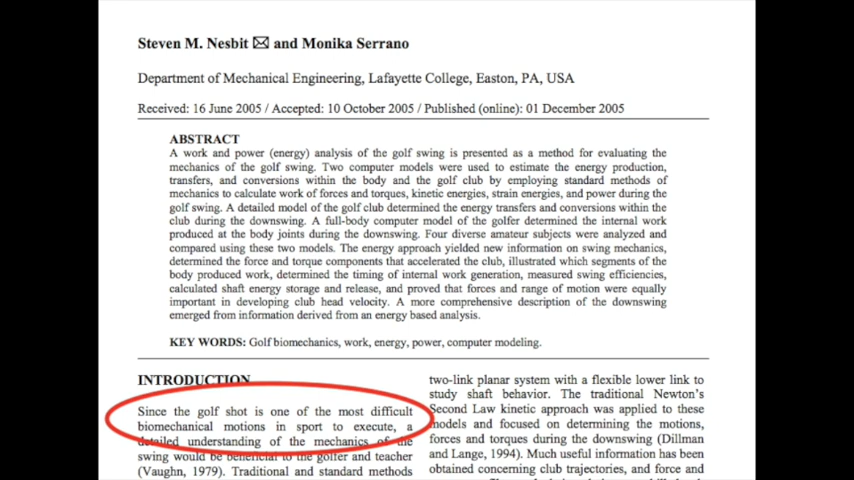 Steven M. Nesbit ✉ and Monika Serrano
Department of Mechanical Engineering, Lafayette College, Easton, PA, USA
Received: 16 June 2005 / Accepted: 10 October 2005 / Published (online): 01 December 2005
ABSTRACT
A work and power (energy) analysis of the golf swing is presented as a method for evaluating the
mechanics of the golf swing. Two computer models were used to estimate the energy production,
transfers, and conversions within the body and the golf club by employing standard methods of
mechanics to calculate work of forces and torques, kinetic energies, strain energies, and power during the
golf swing. A detailed model of the golf club determined the energy transfers and conversions within the
club during the downswing. A full-body computer model of the golfer determined the internal work
produced at the body joints during the downswing. Four diverse amateur subjects were analyzed and
compared using these two models. The energy approach yielded new information on swing mechanics,
determined the force and torque components that accelerated the club, illustrated which segments of the
body produced work, determined the timing of internal work generation, measured swing efficiencies,
calculated shaft energy storage and release, and proved that forces and range of motion were equally
important in developing club head velocity. A more comprehensive description of the downswing
emerged from information derived from an energy based analysis.
KEY WORDS: Golf biomechanics, work, energy, power, computer modeling.
INTRODUCTION
Since the golf shot is one of the most difficult
biomechanical motions in sport to execute, a
detailed understanding of the mechanics of the
swing would be beneficial to the golfer and teacher
(Vaughn, 1979). Traditional and standard methods
two-link planar system with a flexible lower link to
study shaft behavior. The traditional Newton's
Second Law kinetic approach was applied to these
models and focused on determining the motions,
forces and torques during the downswing (Dillman
and Lange, 1994). Much useful information has been
obtained concerning club trajectories, and force and